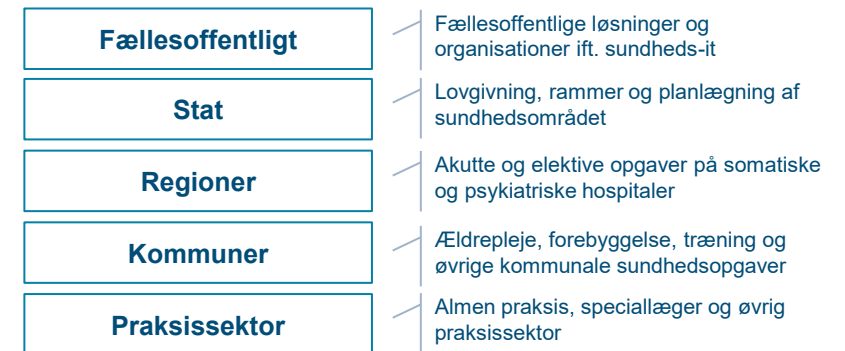 Fællesoffentligt
Fællesoffentlige løsninger og
organisationer ift. sundheds-it
Stat
Lovgivning, rammer og planlægning af
sundhedsområdet
Regioner
Akutte og elektive opgaver på somatiske
og psykiatriske hospitaler
Kommuner
Ældrepleje, forebyggelse, træning og
øvrige kommunale sundhedsopgaver
Praksissektor
Almen praksis, speciallæger og øvrig
praksissektor